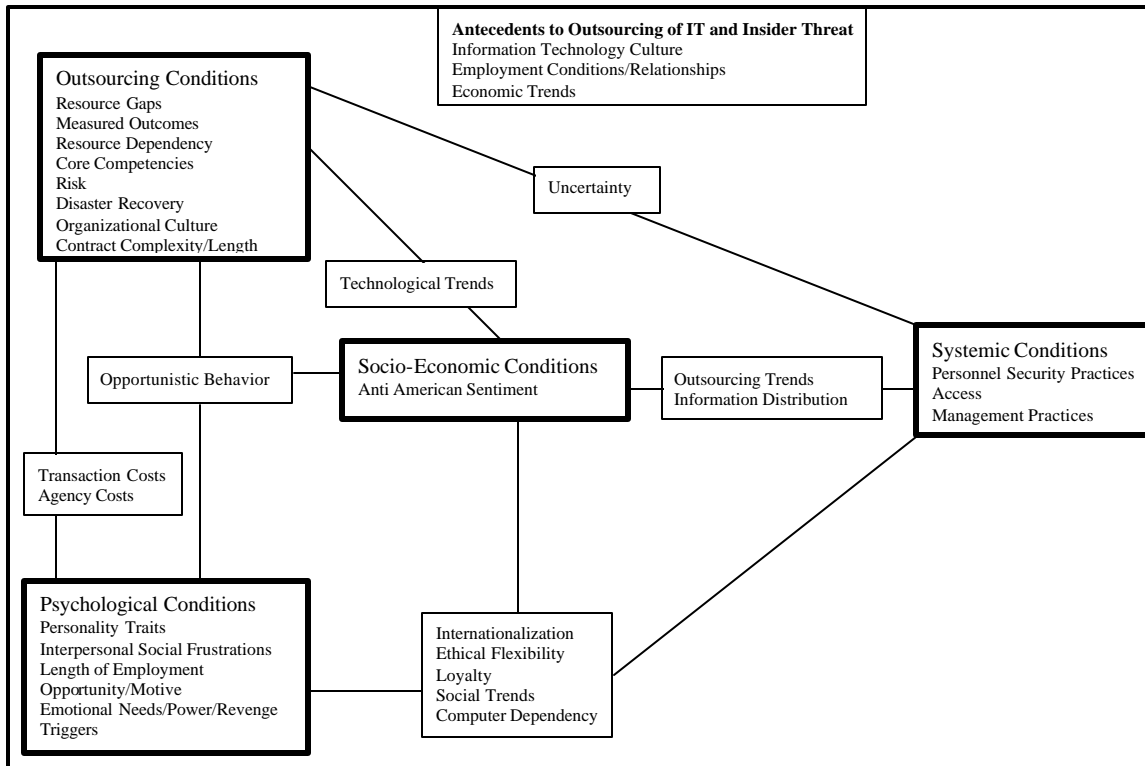 Antecedents to Outsourcing of IT and Insider Threat
Information Technology Culture
Employment Conditions/Relationships
Economic Trends
Outsourcing Conditions
Resource Gaps
Measured Outcomes
Resource Dependency
Core Competencies
Risk
Disaster Recovery
Organizational Culture
Contract Complexity/Length
Uncertainty
Technological Trends
Opportunistic Behavior
Socio-Economic Conditions
Anti American Sentiment
Outsourcing Trends
Information Distribution
Systemic Conditions
Personnel Security Practices
Access
Management Practices
Transaction Costs
Agency Costs
Psychological Conditions
Personality Traits
Interpersonal Social Frustrations
Length of Employment
Opportunity/Motive
Emotional Needs/Power/Revenge
Triggers
Internationalization
Ethical Flexibility
Loyalty
Social Trends
Computer Dependency